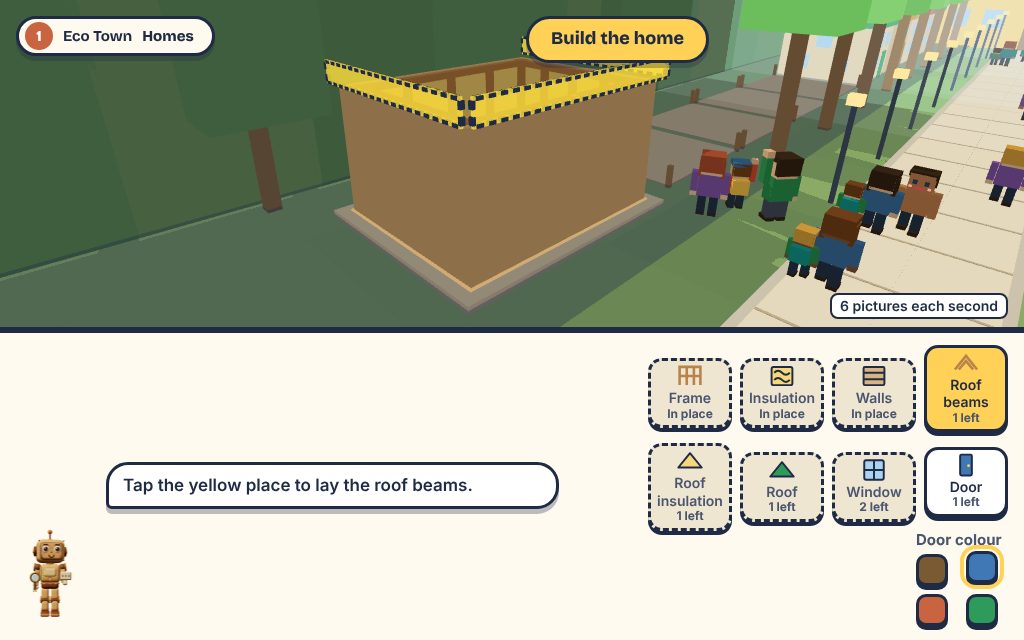 1 Eco Town Homes
Build the home
6 pictures each second
Frame
In place
Insulation
In place
Walls
In place
Roof
beams
1 left
Roof
insulation
1 left
Roof
1 left
Window
2 left
Door
1 left
Tap the yellow place to lay the roof beams.
Door colour